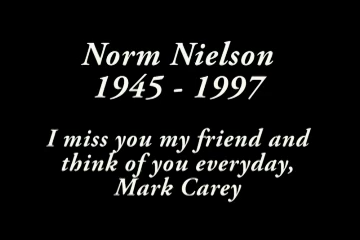 Norm Nielson
1945 - 1997
I miss you my friend and
think of you everyday,
Mark Carey